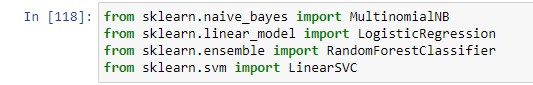 In [118]: from sklearn.naive_bayes import MultinomialNB
from sklearn.linear_model import LogisticRegression
from sklearn.ensemble import RandomForestClassifier
from sklearn.svm import LinearSVC